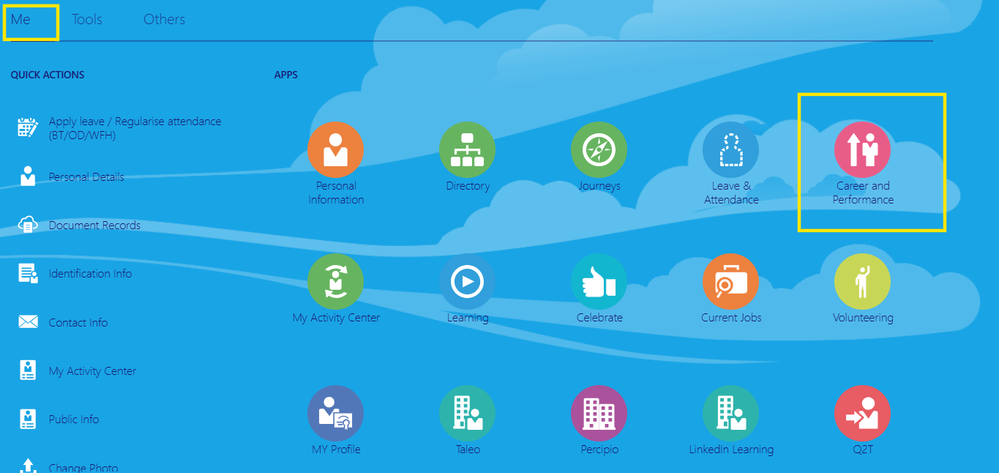 Me
Tools
Others
QUICK ACTIONS
APPS
Apply leave / Regularise attendance
(BT/OD/WFH)
Personal Details
Document Records
Identification Info
Contact Info
My Activity Center
Public Info
Change Photo
Personal
Information
Directory
Journeys
Leave &
Attendance
Career and
Performance
My Activity Center
Learning
Celebrate
Current Jobs
Volunteering
MY Profile
Taleo
Percipio
LinkedIn Learning
Q2T